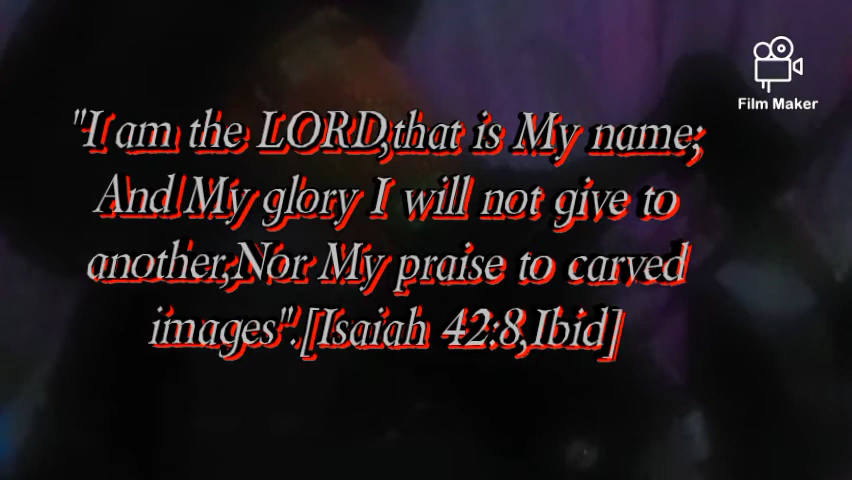 Film Maker
"I am the LORD,that is My name;
And My glory I will not give to
another,Nor My praise to carved
images".[Isaiah 42:8,Ibid]